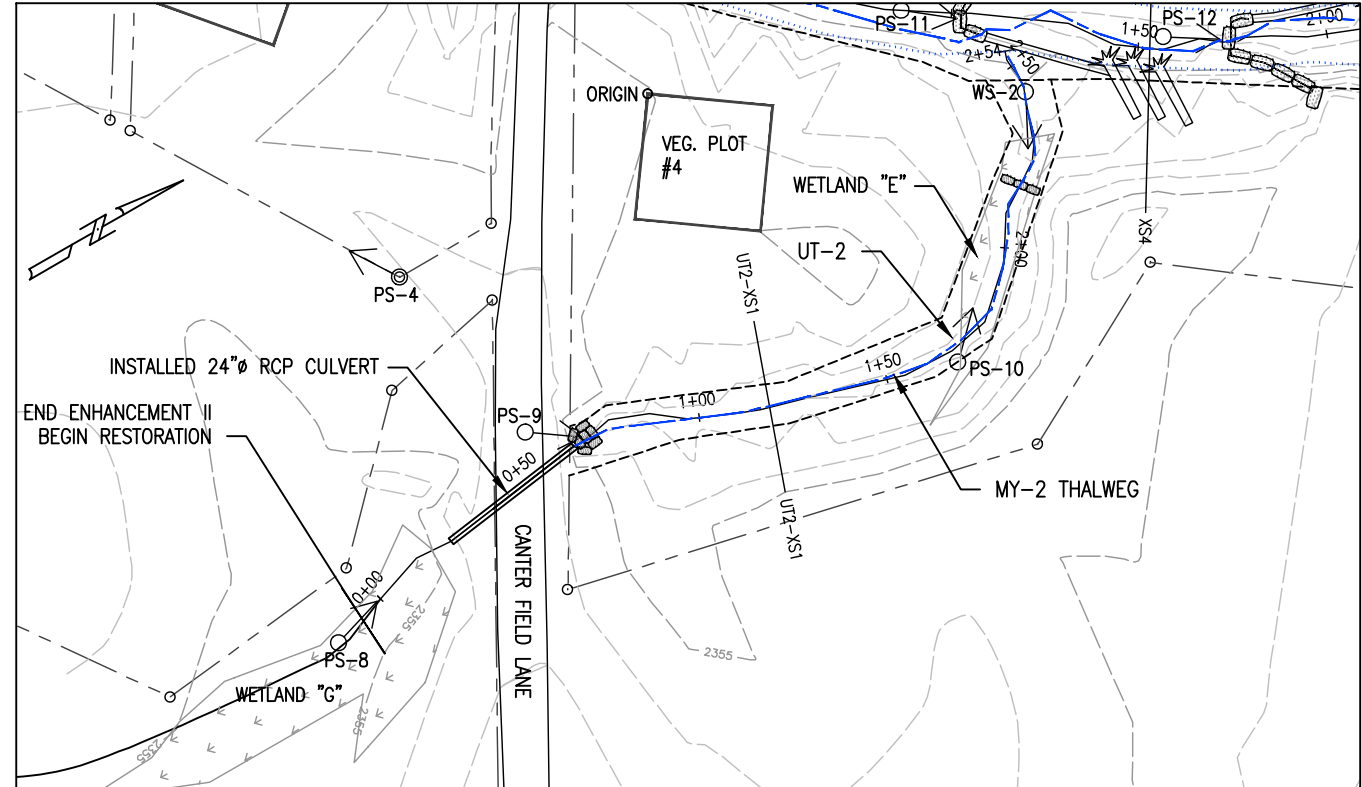 PS-11
2+54
2+50
1+50
PS-12
2+00
WS-2
ORIGIN
VEG. PLOT
#4
WETLAND "E"
UT-2
2+00
XS4
UT2-XS1
PS-4
N
INSTALLED 24"ø RCP CULVERT
END ENHANCEMENT II
BEGIN RESTORATION
PS-9
0+50
1+00
1+50
PS-10
MY-2 THALWEG
UT2-XS1
CANTER FIELD LANE
0+00
PS-8
WETLAND "G"
2355
2355
2355
2355